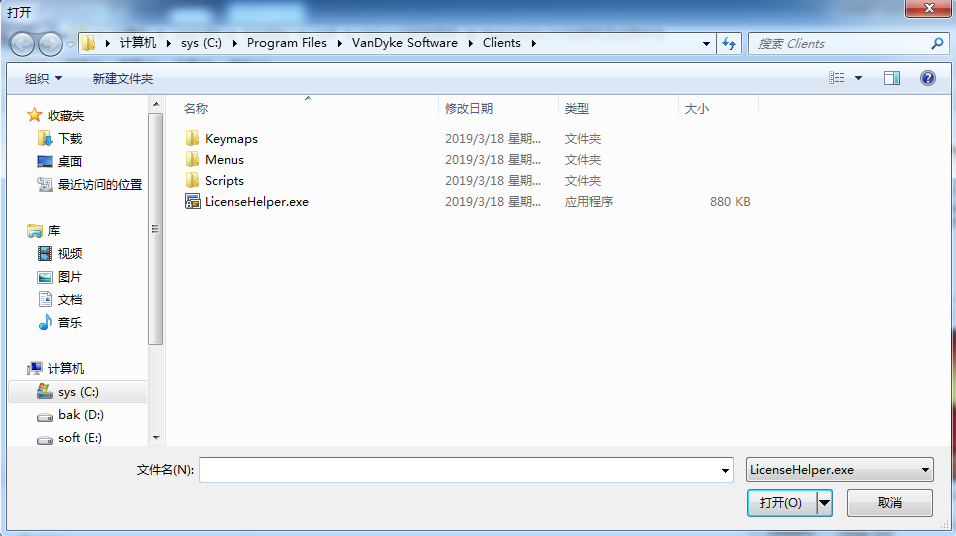 打开
计算机 sys (C:) Program Files VanDyke Software Clients
搜索 Clients
组织 新建文件夹
收藏夹
下载
桌面
最近访问的位置
库
视频
图片
文档
音乐
计算机
sys (C:)
bak (D:)
soft (E:)
名称 修改日期 类型 大小
Keymaps 2019/3/18 星期... 文件夹
Menus 2019/3/18 星期... 文件夹
Scripts 2019/3/18 星期... 文件夹
LicenseHelper.exe 2019/3/18 星期... 应用程序 880 KB
文件名(N): LicenseHelper.exe
打开(O) 取消